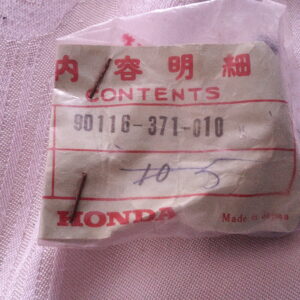 内容明細
CONTENTS
90116-371-010
10 5
HONDA
Made in Japan